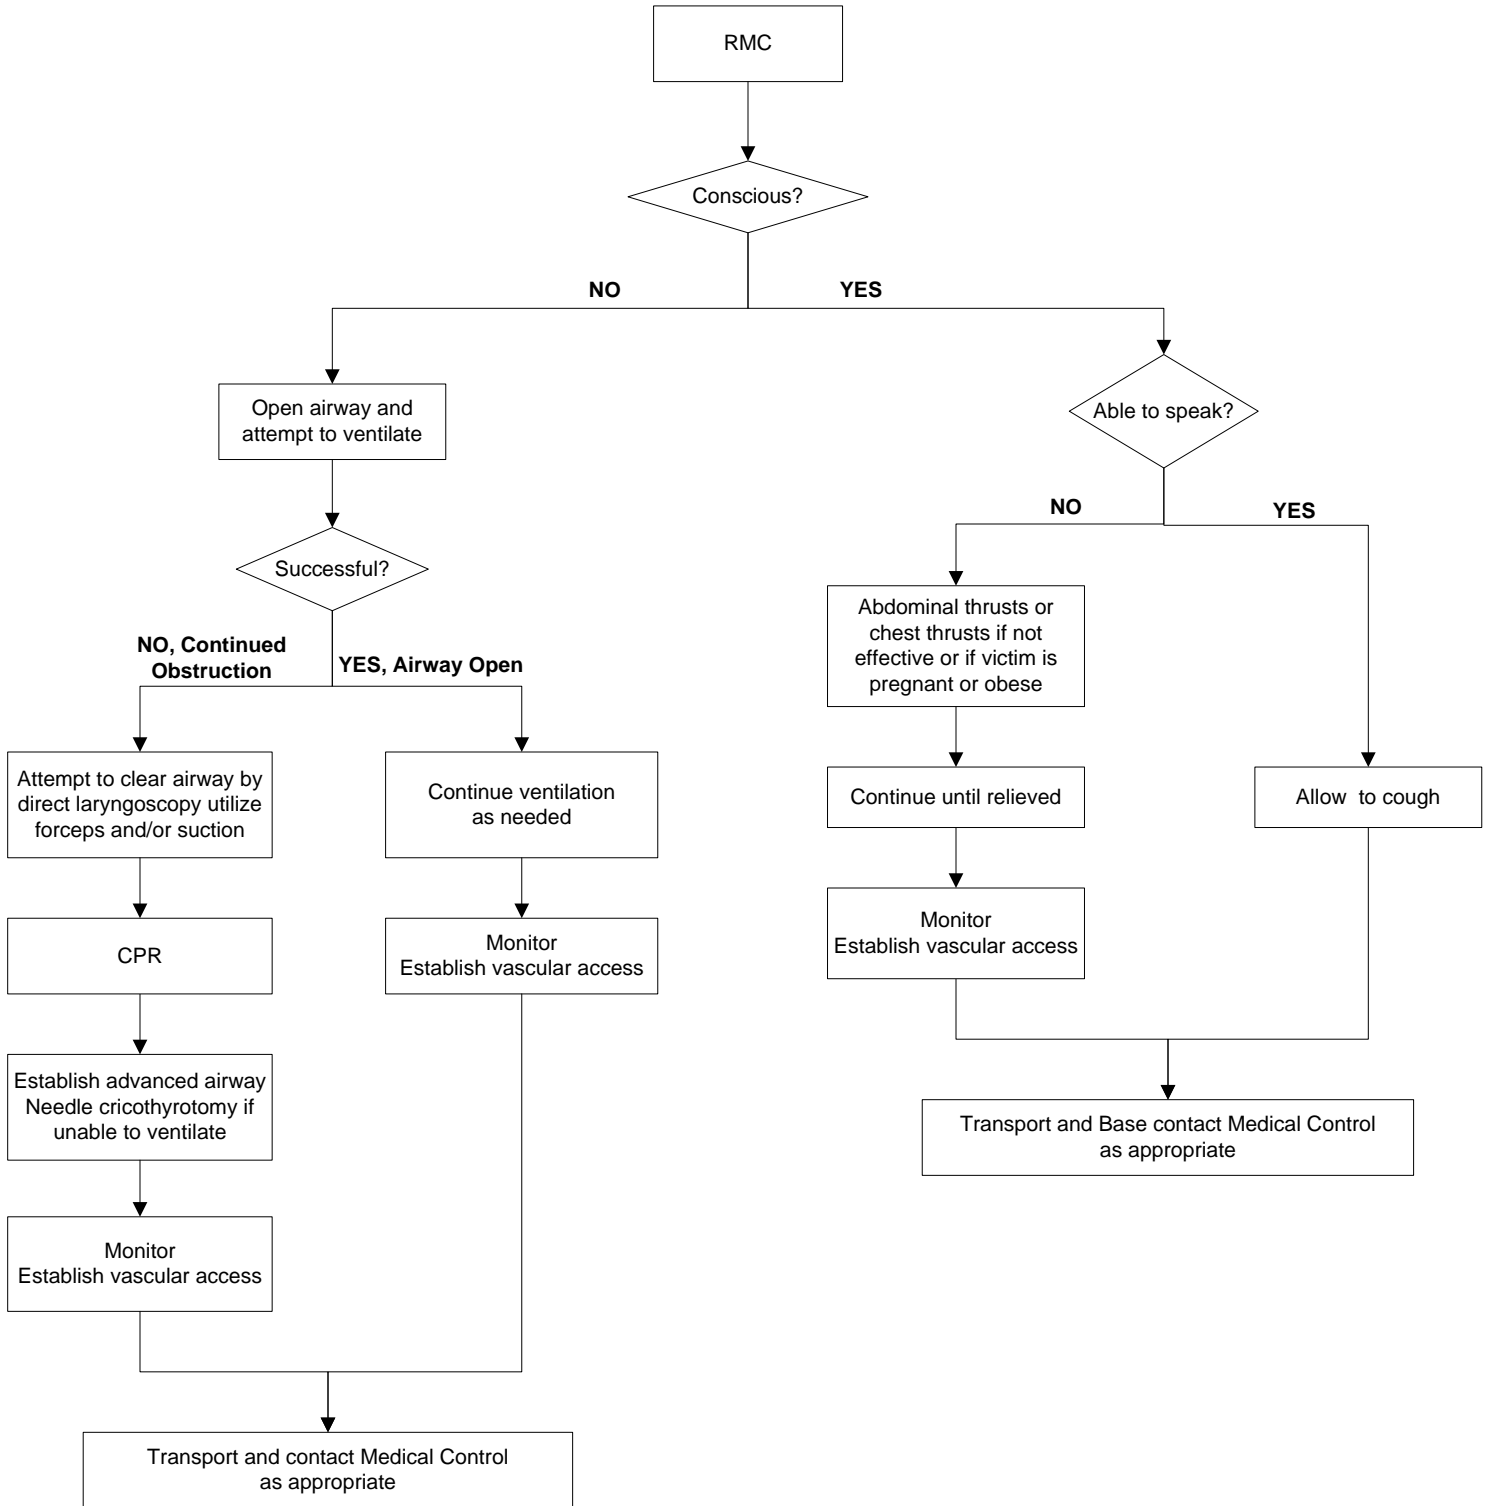 RMC
Conscious?
NO
YES
Open airway and
attempt to ventilate
Successful?
NO, Continued
Obstruction
YES, Airway Open
Attempt to clear airway by
direct laryngoscopy utilize
forceps and/or suction
CPR
Establish advanced airway
Needle cricothyrotomy if
unable to ventilate
Monitor
Establish vascular access
Continue ventilation
as needed
Monitor
Establish vascular access
Transport and contact Medical Control
as appropriate
Able to speak?
NO
YES
Abdominal thrusts or
chest thrusts if not
effective or if victim is
pregnant or obese
Continue until relieved
Monitor
Establish vascular access
Allow to cough
Transport and Base contact Medical Control
as appropriate